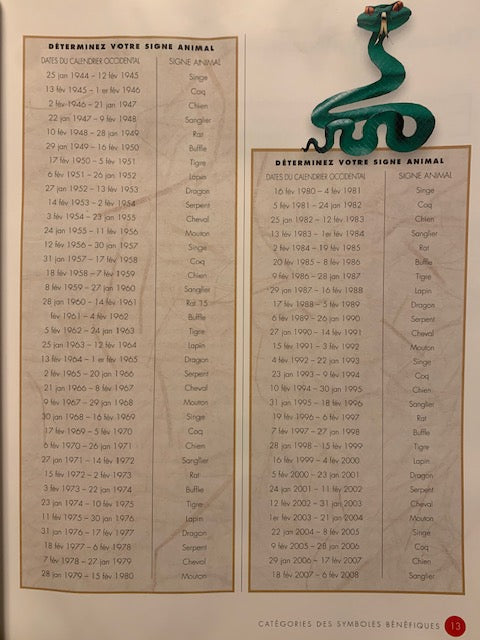 DÉTERMINEZ VOTRE SIGNE ANIMAL
DATES DU CALENDRIER OCCIDENTAL SIGNE ANIMAL
25 jan 1944 – 12 fév 1945 Singe
13 fév 1945 – 1 er fév 1946 Coq
2 fév 1946 – 21 jan 1947 Chien
22 jan 1947 – 9 fév 1948 Sanglier
10 fév 1948 – 28 jan 1949 Rat
29 jan 1949 – 16 fév 1950 Buffle
17 fév 1950 – 5 fév 1951 Tigre
6 fév 1951 – 26 jan 1952 Lapin
27 jan 1952 – 13 fév 1953 Dragon
14 fév 1953 – 2 fév 1954 Serpent
3 fév 1954 – 23 jan 1955 Cheval
24 jan 1955 – 11 fév 1956 Mouton
12 fév 1956 – 30 jan 1957 Singe
31 jan 1957 – 17 fév 1958 Coq
18 fév 1958 – 7 fév 1959 Chien
8 fév 1959 – 27 jan 1960 Sanglier
28 jan 1960 – 14 fév 1961 Rat 15
fév 1961 – 4 fév 1962 Buffle
5 fév 1962 – 24 jan 1963 Tigre
25 jan 1963 – 12 fév 1964 Lapin
13 fév 1964 – 1 er fév 1965 Dragon
2 fév 1965 – 20 jan 1966 Serpent
21 jan 1966 – 8 fév 1967 Cheval
9 fév 1967 – 29 jan 1968 Mouton
30 jan 1968 – 16 fév 1969 Singe
17 fév 1969 – 5 fév 1970 Coq
6 fév 1970 – 26 jan 1971 Chien
27 jan 1971 – 14 fév 1972 Sanglier
15 fév 1972 – 2 fév 1973 Rat
3 fév 1973 – 22 jan 1974 Buffle
23 jan 1974 – 10 fév 1975 Tigre
11 fév 1975 – 30 jan 1976 Lapin
31 jan 1976 – 17 fév 1977 Dragon
18 fév 1977 – 6 fév 1978 Serpent
7 fév 1978 – 27 jan 1979 Cheval
28 jan 1979 – 15 fév 1980 Mouton
DÉTERMINEZ VOTRE SIGNE ANIMAL
DATES DU CALENDRIER OCCIDENTAL SIGNE ANIMAL
16 fév 1980 – 4 fév 1981 Singe
5 fév 1981 – 24 jan 1982 Coq
25 jan 1982 – 12 fév 1983 Chien
13 fév 1983 – 1er fév 1984 Sanglier
2 fév 1984 – 19 fév 1985 Rat
20 fév 1985 – 8 fév 1986 Buffle
9 fév 1986 – 28 jan 1987 Tigre
29 jan 1987 – 16 fév 1988 Lapin
17 fév 1988 – 5 fév 1989 Dragon
6 fév 1989 – 26 jan 1990 Serpent
27 jan 1990 – 14 fév 1991 Cheval
15 fév 1991 – 3 fév 1992 Mouton
4 fév 1992 – 22 jan 1993 Singe
23 jan 1993 – 9 fév 1994 Coq
10 fév 1994 – 30 jan 1995 Chien
31 jan 1995 – 18 fév 1996 Sanglier
19 fév 1996 – 6 fév 1997 Rat
7 fév 1997 – 27 jan 1998 Buffle
28 jan 1998 – 15 fév 1999 Tigre
16 fév 1999 – 4 fév 2000 Lapin
5 fév 2000 – 23 jan 2001 Dragon
24 jan 2001 – 11 fév 2002 Serpent
12 fév 2002 – 31 jan 2003 Cheval
1er fév 2003 – 21 jan 2004 Mouton
22 jan 2004 – 8 fév 2005 Singe
9 fév 2005 – 28 jan 2006 Coq
29 jan 2006 – 17 fév 2007 Chien
18 fév 2007 – 6 fév 2008 Sanglier
CATÉGORIES DES SYMBOLES BÉNÉFIQUES 13